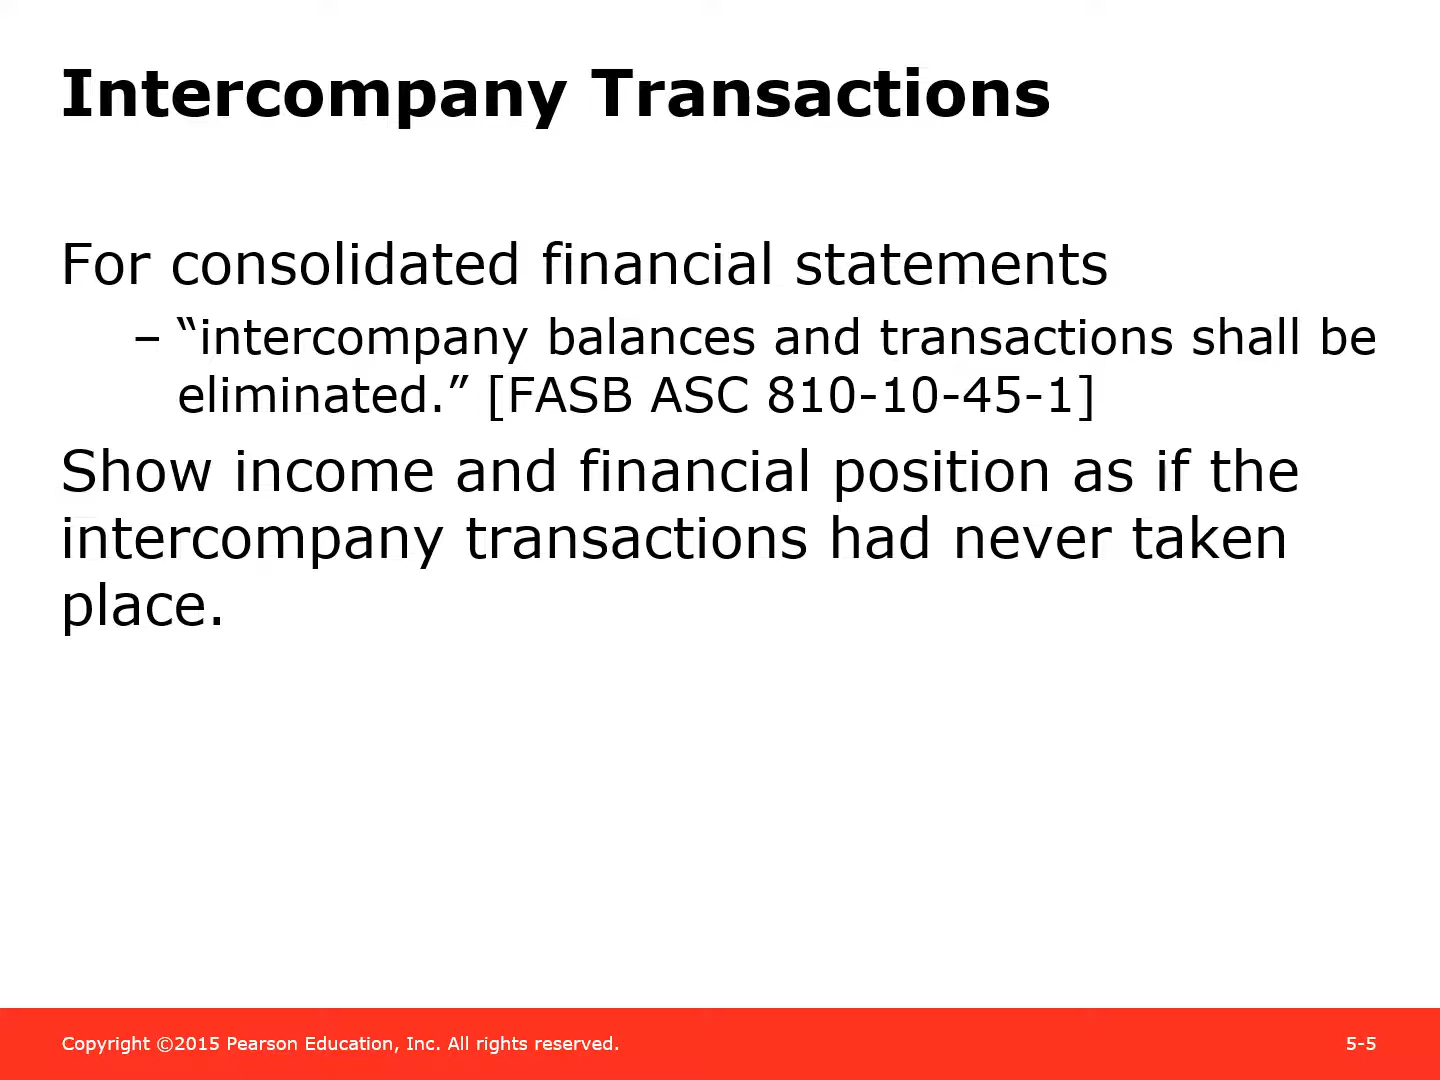 Intercompany Transactions
For consolidated financial statements
– “intercompany balances and transactions shall be
eliminated.” [FASB ASC 810-10-45-1]
Show income and financial position as if the
intercompany transactions had never taken
place.
Copyright ©2015 Pearson Education, Inc. All rights reserved.
5-5